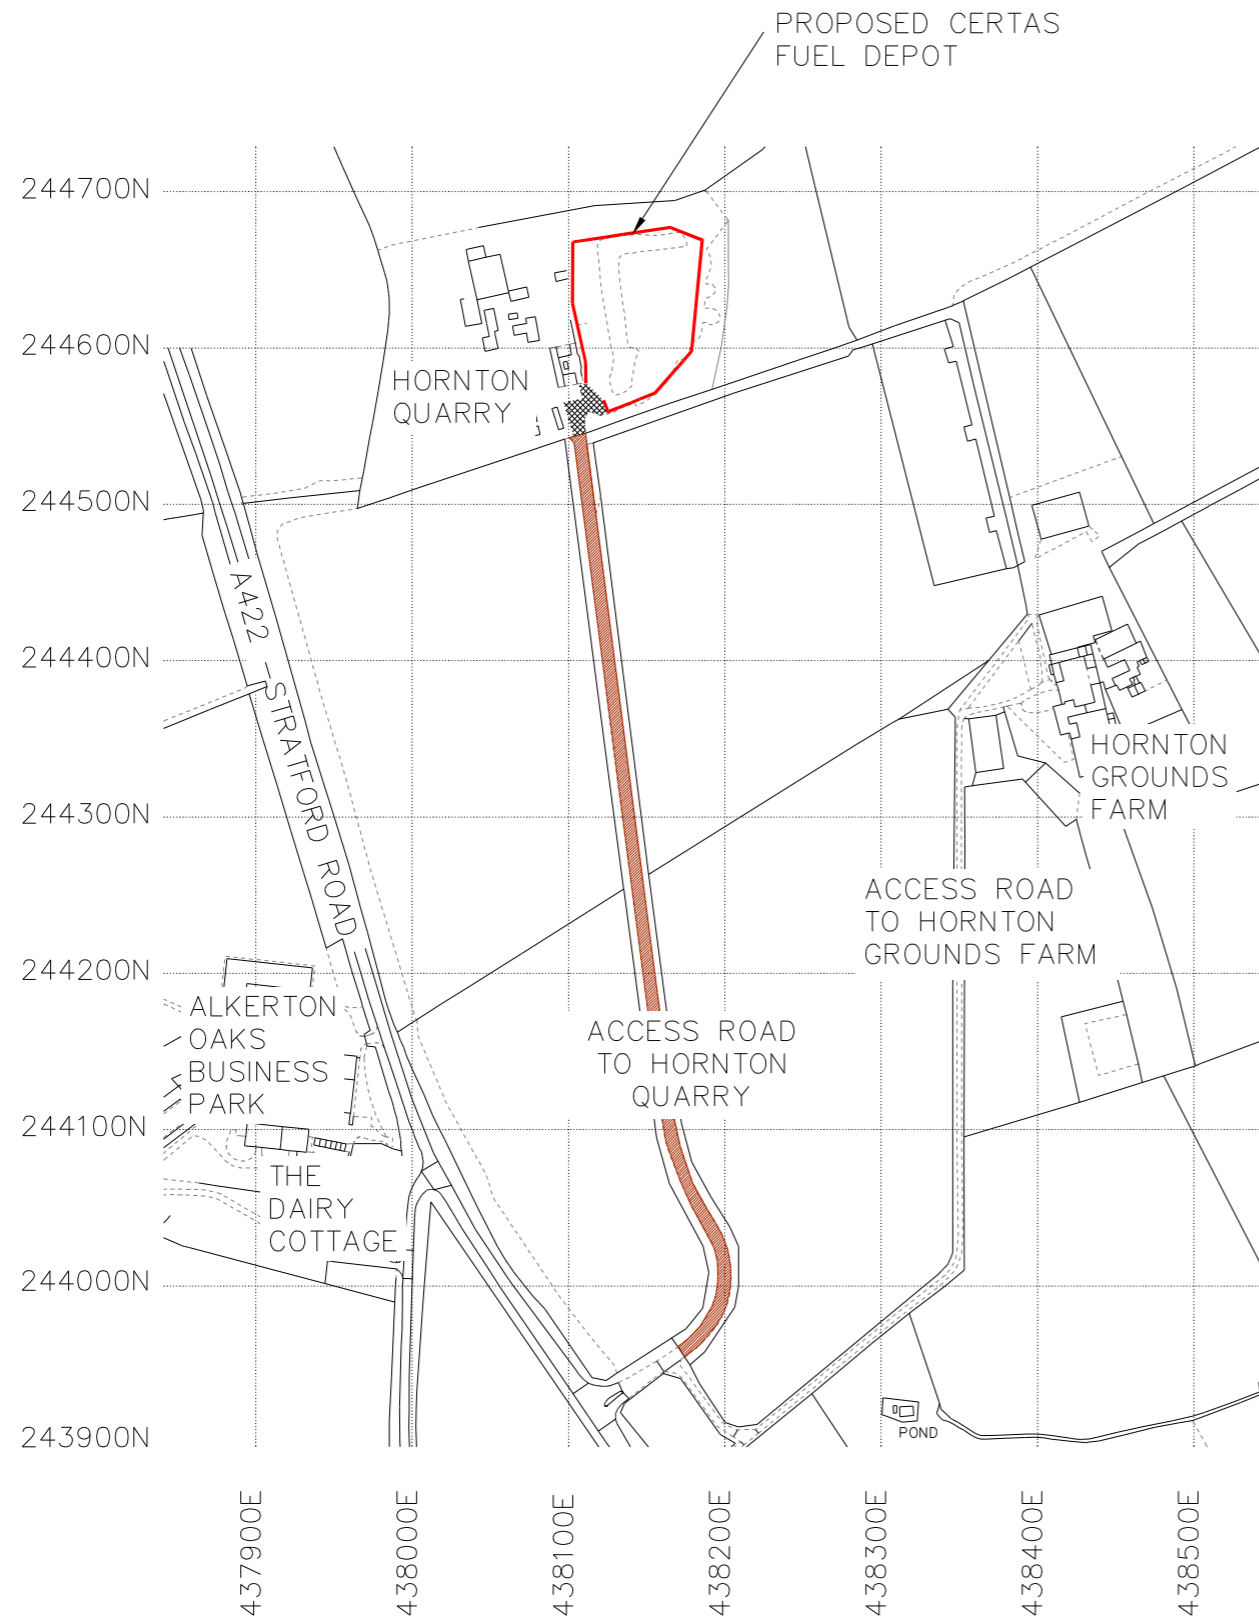 PROPOSED CERTAS
FUEL DEPOT
244700N
244600N
HORNTON
QUARRY
244500N
A422 STRATFORD ROAD
244400N
HORNTON
GROUNDS
FARM
244300N
ACCESS ROAD
TO HORNTON
GROUNDS FARM
244200N
ALKERTON
OAKS
BUSINESS
PARK
ACCESS ROAD
TO HORNTON
QUARRY
244100N
THE
DAIRY
COTTAGE
244000N
243900N
POND
437900E
438000E
438100E
438200E
438300E
438400E
438500E